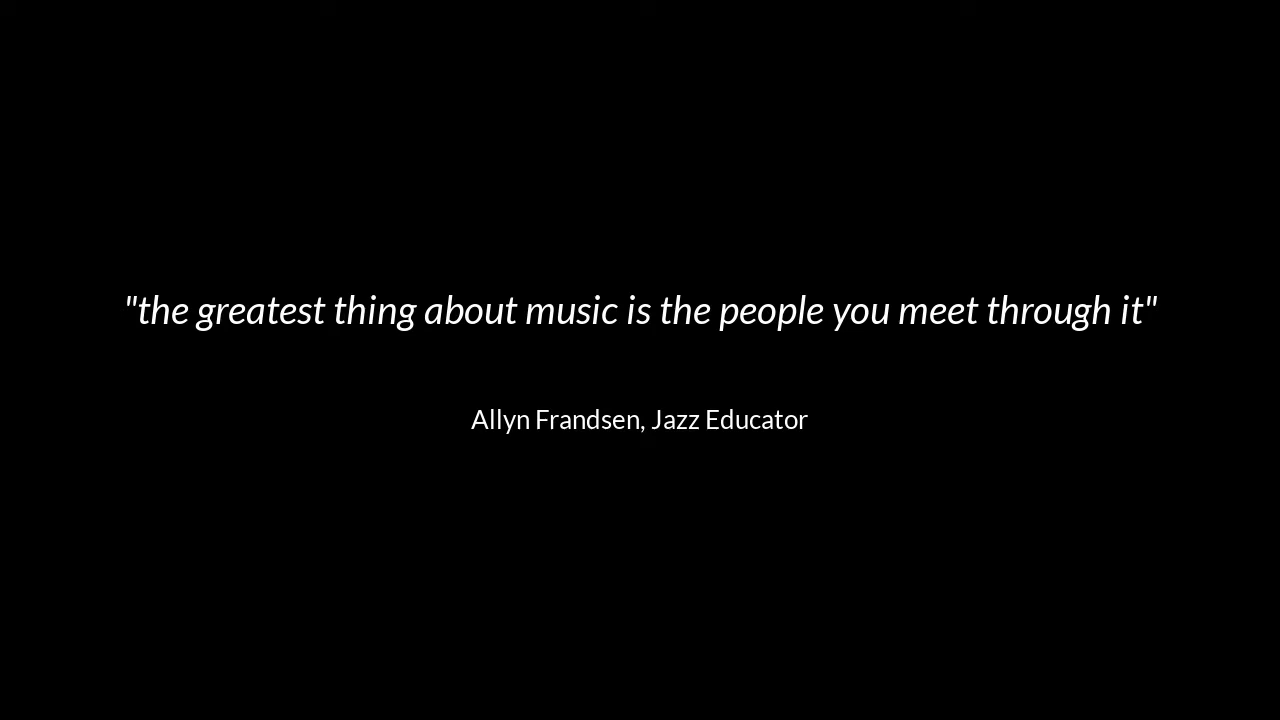 "the greatest thing about music is the people you meet through it"
Allyn Frandsen, Jazz Educator